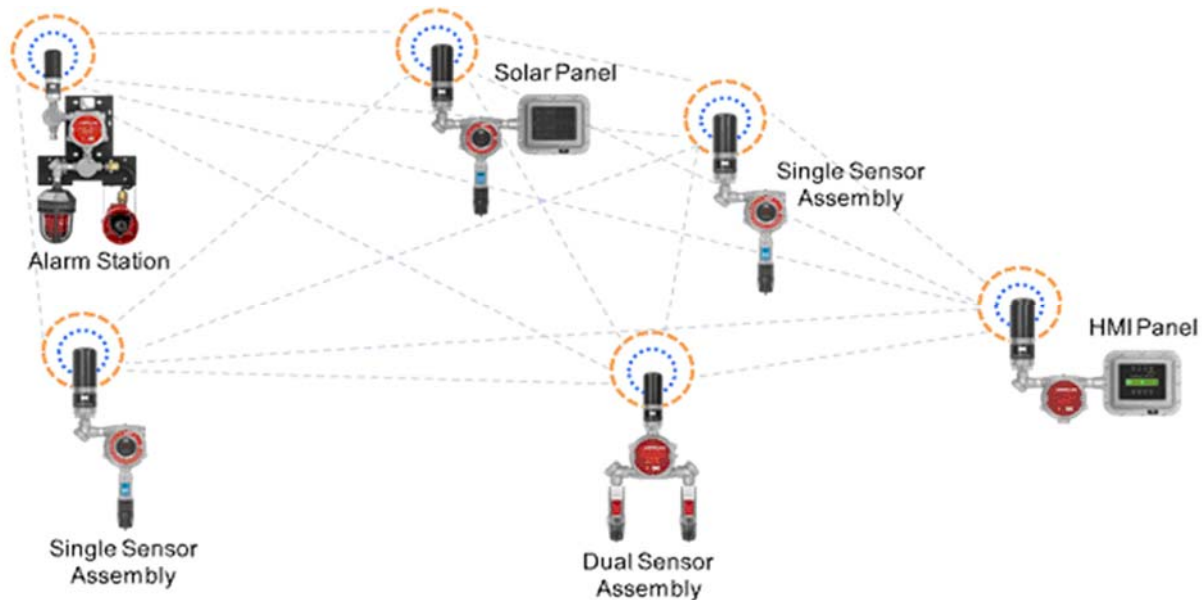 Solar Panel
Single Sensor
Assembly
Alarm Station
HMI Panel
Single Sensor
Assembly
Dual Sensor
Assembly